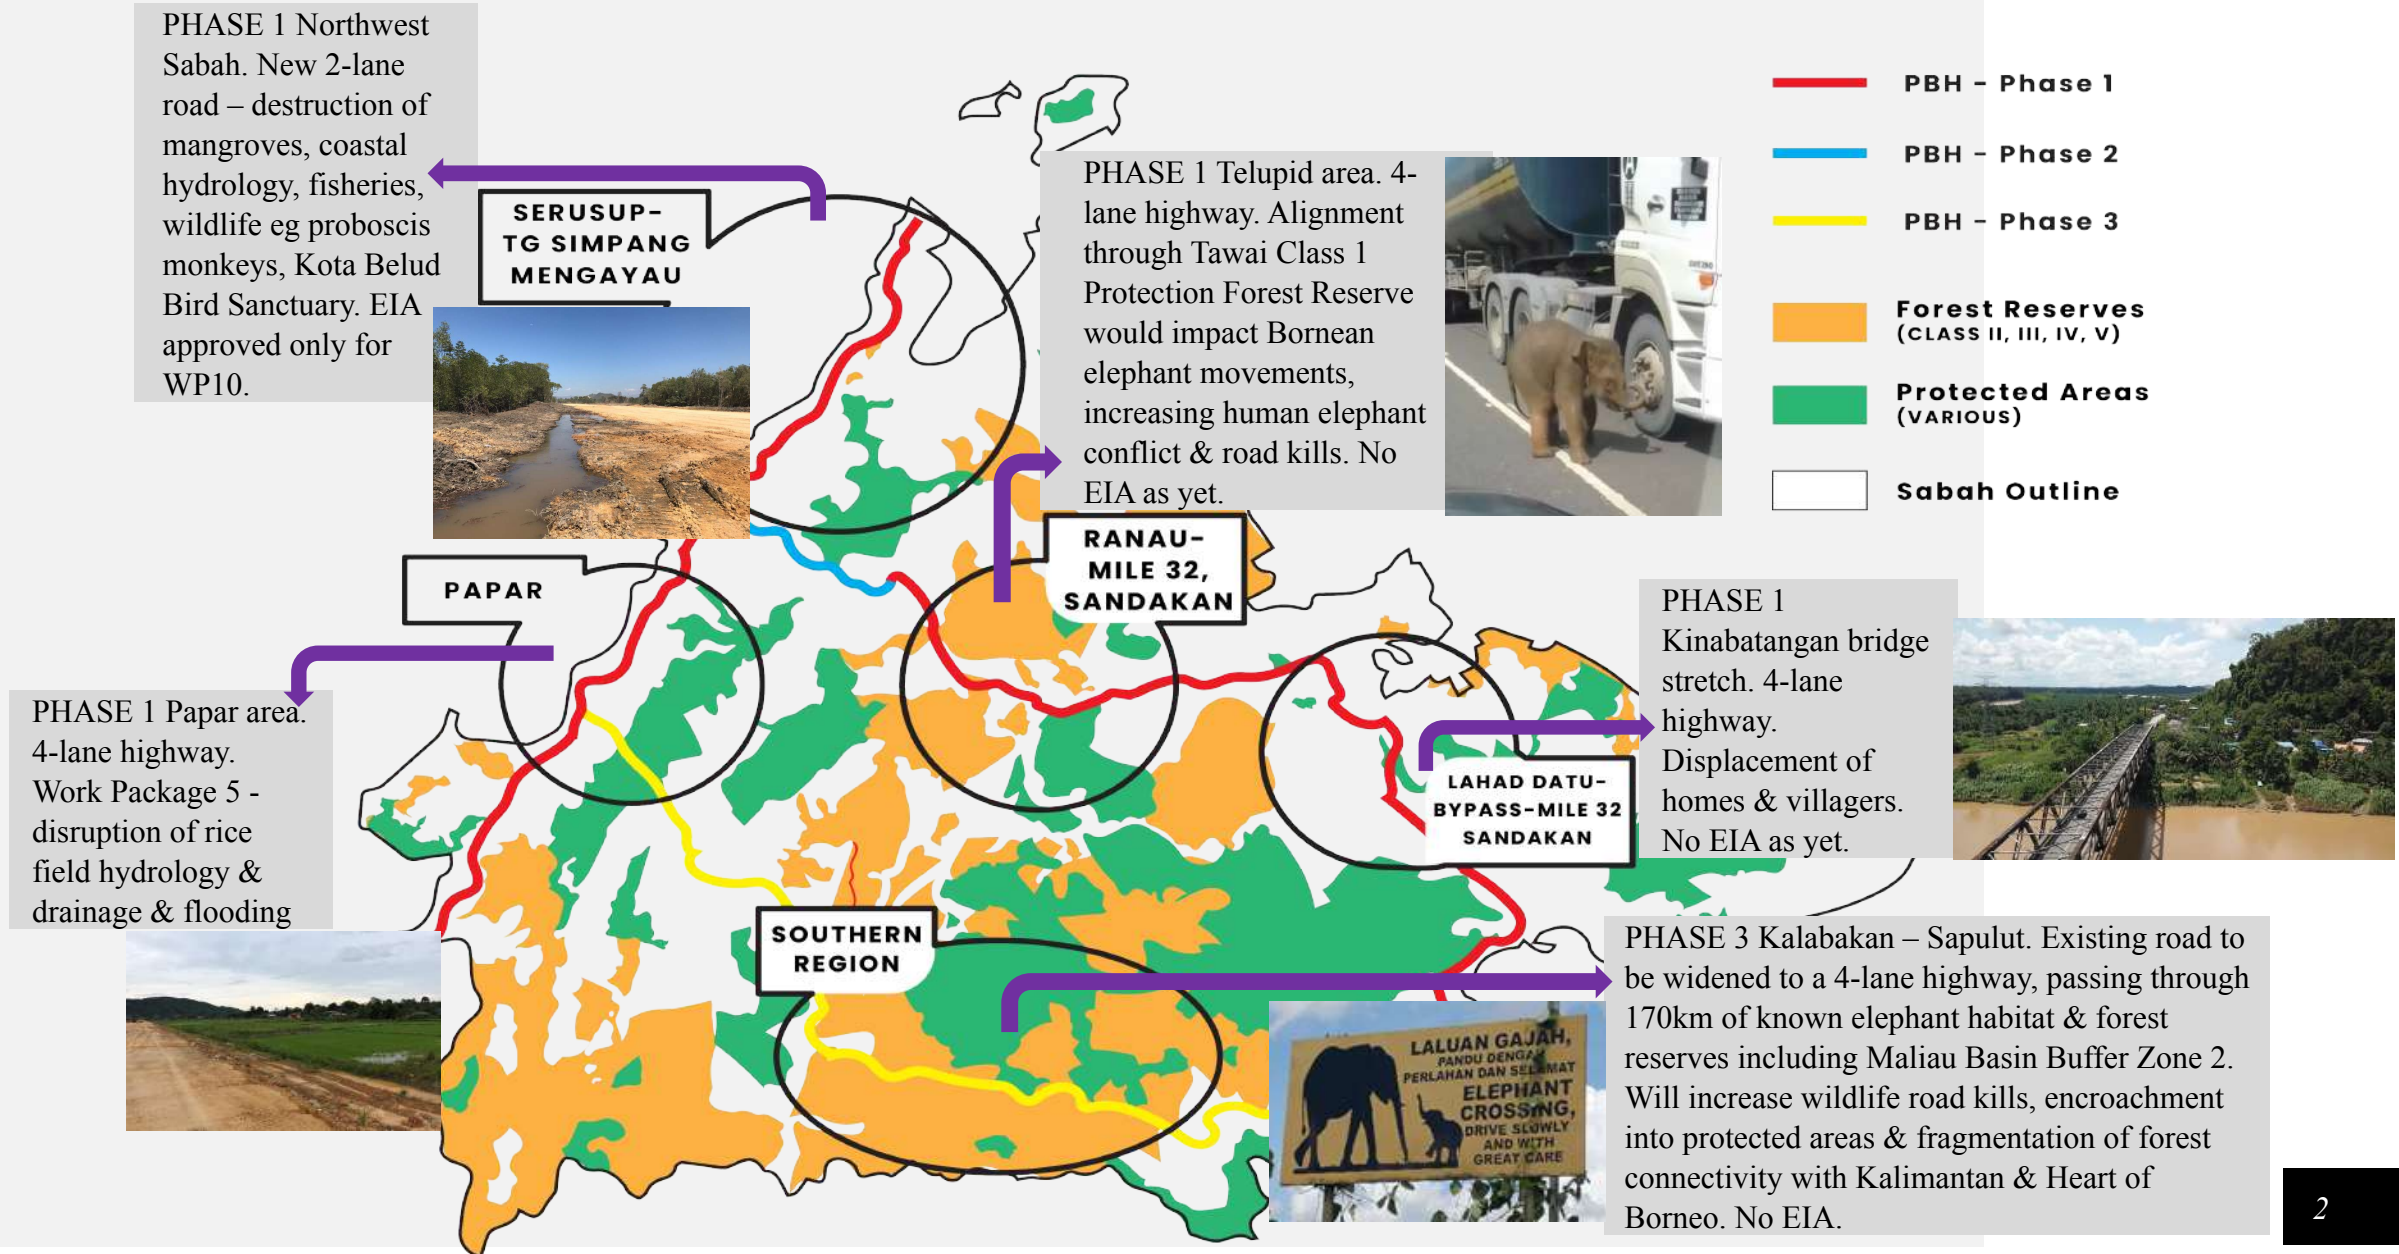 PHASE 1 Northwest
Sabah. New 2-lane
road – destruction of
mangroves, coastal
hydrology, fisheries,
wildlife eg proboscis
monkeys, Kota Belud
Bird Sanctuary. EIA
approved only for
WP10.
SERUSUP-
TG SIMPANG
MENGAYAU
PHASE 1 Telupid area. 4-
lane highway. Alignment
through Tawai Class 1
Protection Forest Reserve
would impact Bornean
elephant movements,
increasing human elephant
conflict & road kills. No
EIA as yet.
PBH - Phase 1
PBH - Phase 2
PBH - Phase 3
Forest Reserves
(CLASS II, III, IV, V)
Protected Areas
(VARIOUS)
Sabah Outline
PAPAR
RANAU-
MILE 32,
SANDAKAN
PHASE 1
Kinabatangan bridge
stretch. 4-lane
highway.
Displacement of
homes & villagers.
No EIA as yet.
PHASE 1 Papar area.
4-lane highway.
Work Package 5 -
disruption of rice
field hydrology &
drainage & flooding
LAHAD DATU-
BYPASS-MILE 32
SANDAKAN
SOUTHERN
REGION
PHASE 3 Kalabakan – Sapulut. Existing road to
be widened to a 4-lane highway, passing through
170km of known elephant habitat & forest
reserves including Maliau Basin Buffer Zone 2.
Will increase wildlife road kills, encroachment
into protected areas & fragmentation of forest
connectivity with Kalimantan & Heart of
Borneo. No EIA.
LALUAN GAJAH,
PANDU DENGA
PERLAHAN DAN SELAMAT
ELEPHANT
CROSSING,
DRIVE SLOWLY
AND WITH
GREAT CARE
2